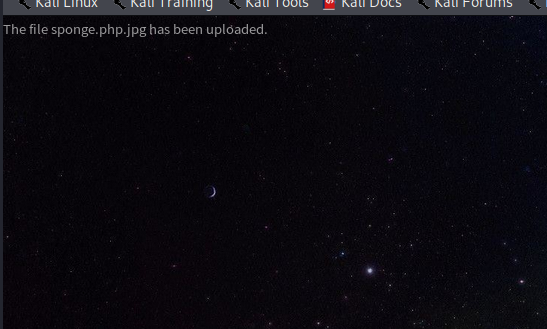 Kali Linux Kali Training Kali Tools Kali Docs Kali Forums
The file sponge.php.jpg has been uploaded.